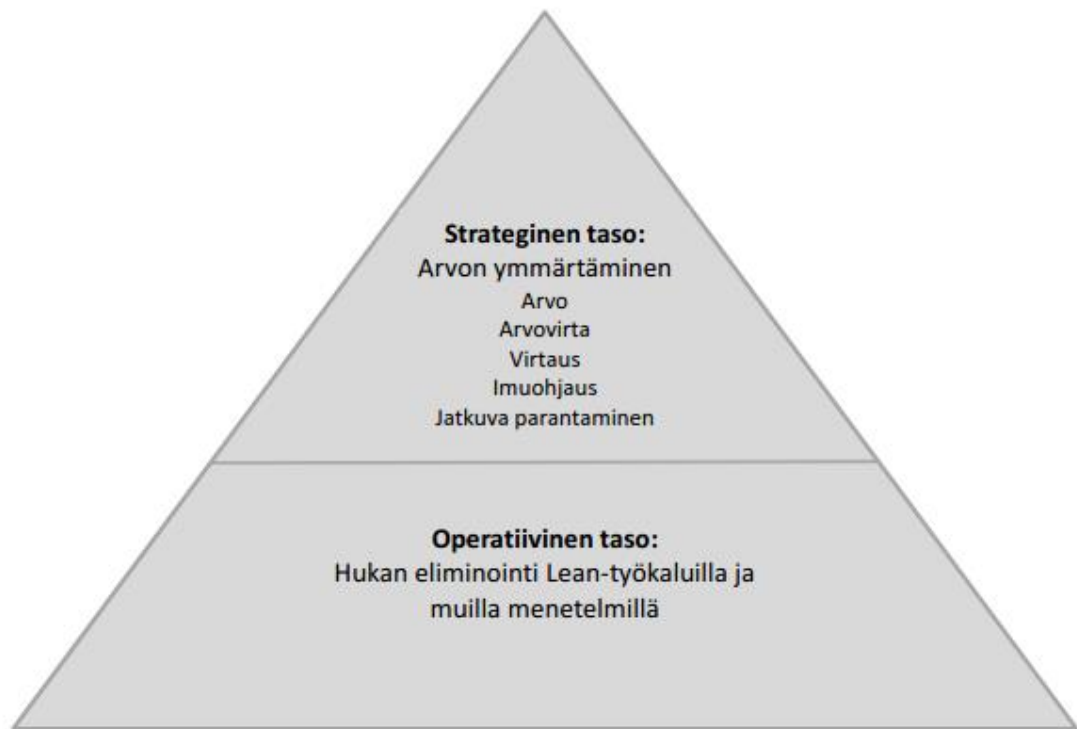 Strateginen taso:
Arvon ymmärtäminen
Arvo
Arvovirta
Virtaus
Imuohjaus
Jatkuva parantaminen
Operatiivinen taso:
Hukan eliminointi Lean-työkaluilla ja
muilla menetelmillä